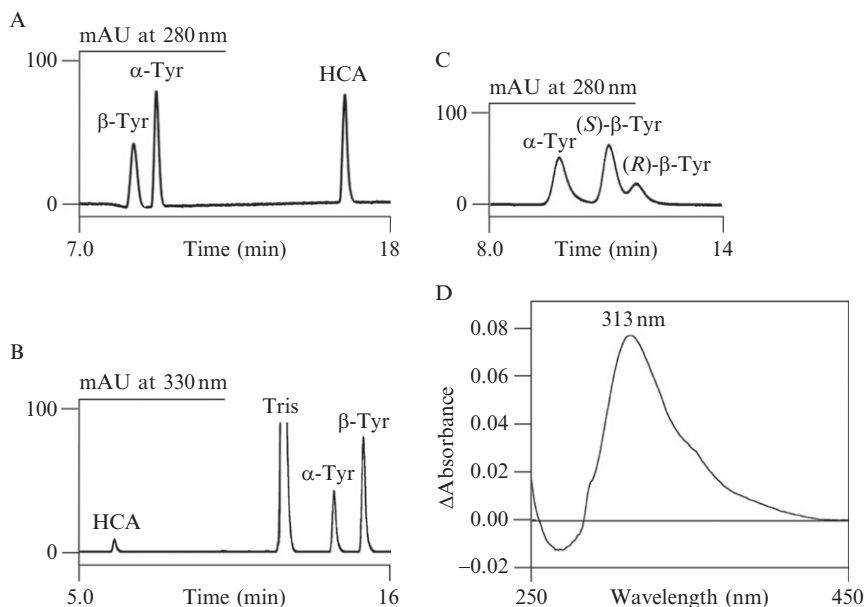 A
mAU at 280 nm
100
α-Tyr
β-Tyr
HCA
0
7.0
Time (min)
18
B
mAU at 330 nm
100
Tris
β-Tyr
α-Tyr
HCA
0
5.0
Time (min)
16
C
mAU at 280 nm
100
(S)-β-Tyr
α-Tyr
(R)-β-Tyr
0
8.0
Time (min)
14
D
313 nm
0.08
0.06
0.04
0.02
0.00
−0.02
ΔAbsorbance
250
Wavelength (nm)
450